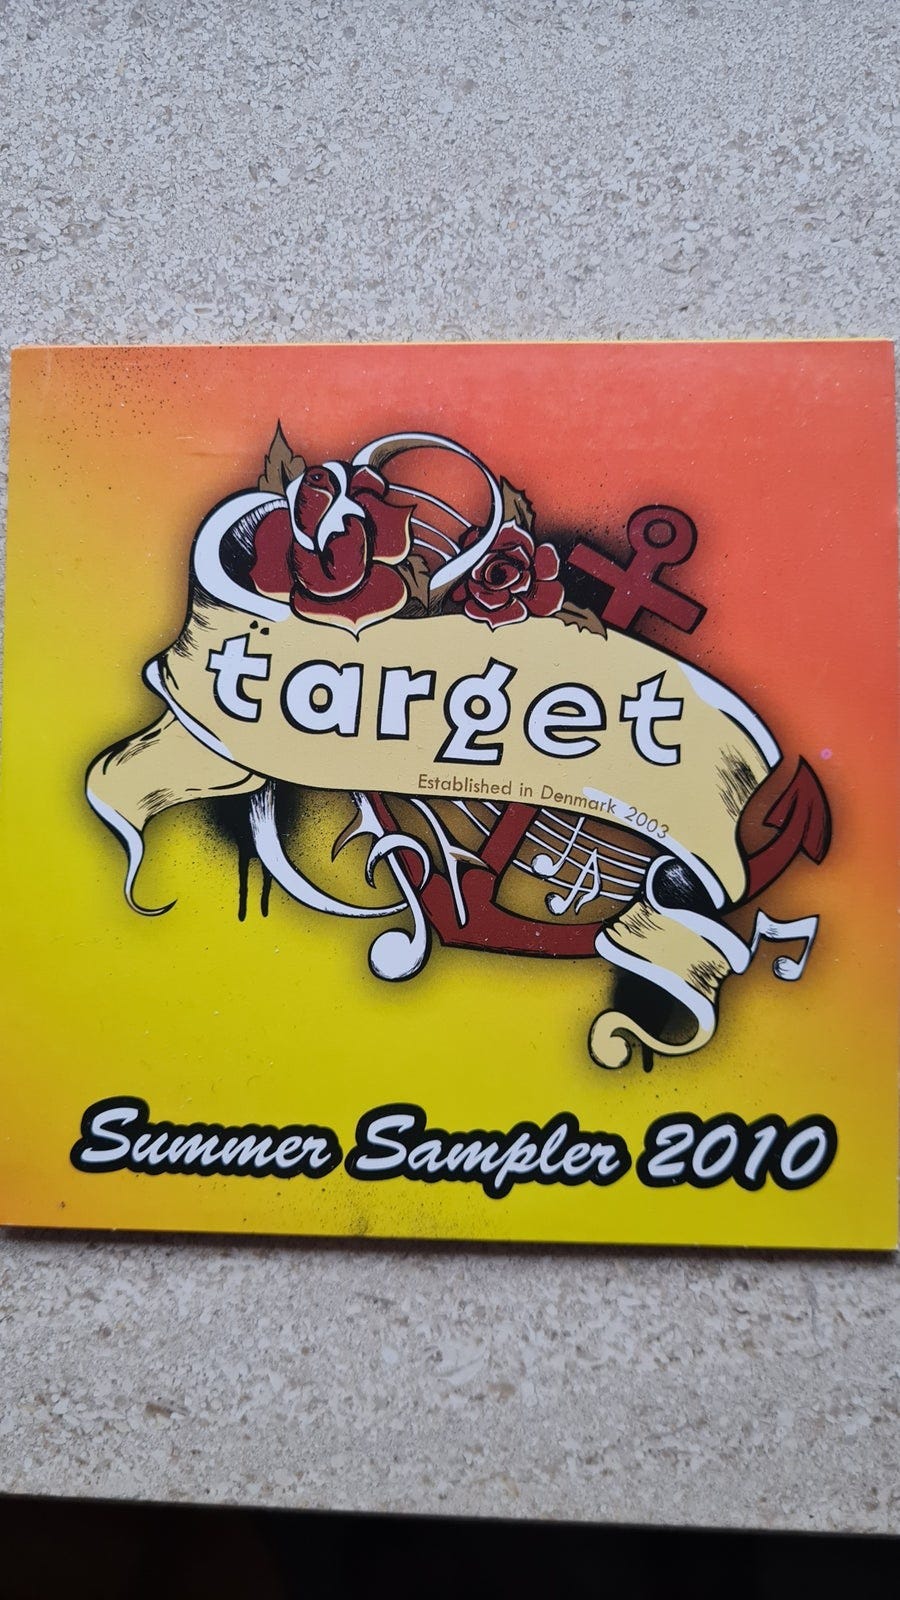 target
Established in Denmark 2003
Summer Sampler 2010